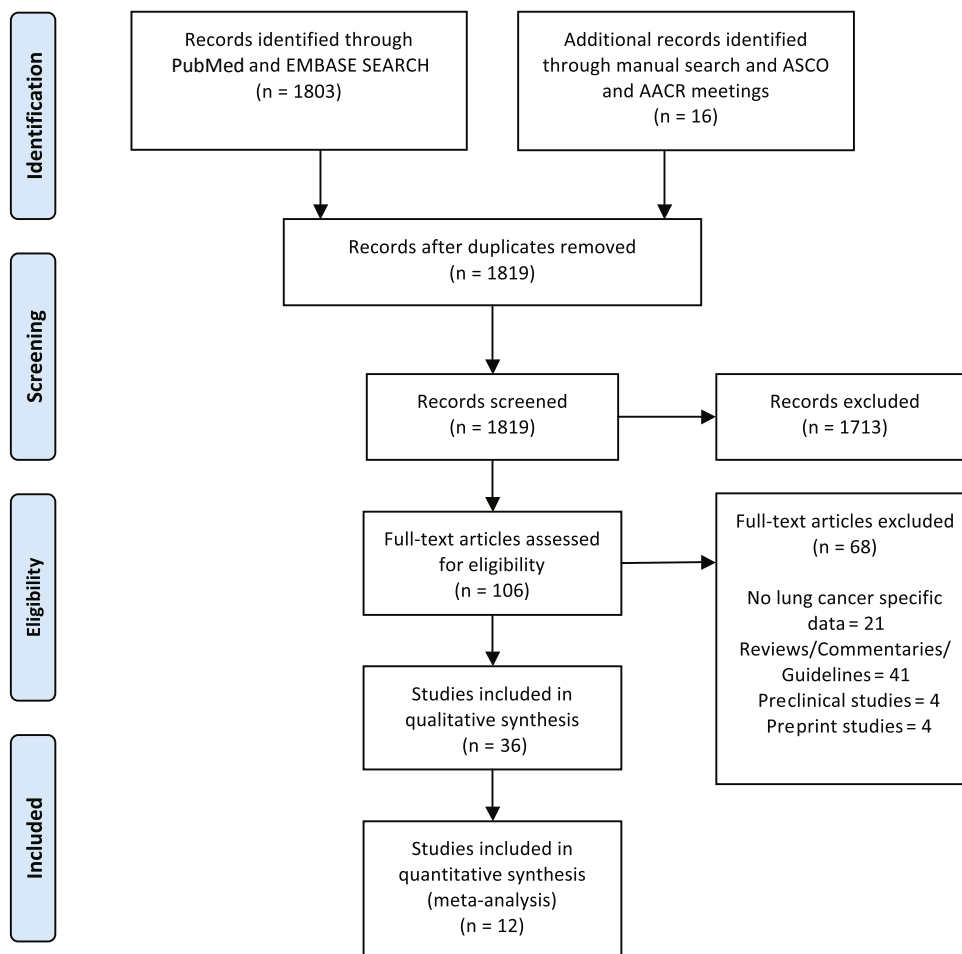 Identification
Records identified through
PubMed and EMBASE SEARCH
(n = 1803)
Additional records identified
through manual search and ASCO
and AACR meetings
(n = 16)
Records after duplicates removed
(n = 1819)
Screening
Records screened
(n = 1819)
Records excluded
(n = 1713)
Eligibility
Full-text articles assessed
for eligibility
(n = 106)
Full-text articles excluded
(n = 68)
No lung cancer specific
data = 21
Reviews/Commentaries/
Guidelines = 41
Preclinical studies = 4
Preprint studies = 4
Studies included in
qualitative synthesis
(n = 36)
Included
Studies included in
quantitative synthesis
(meta-analysis)
(n = 12)